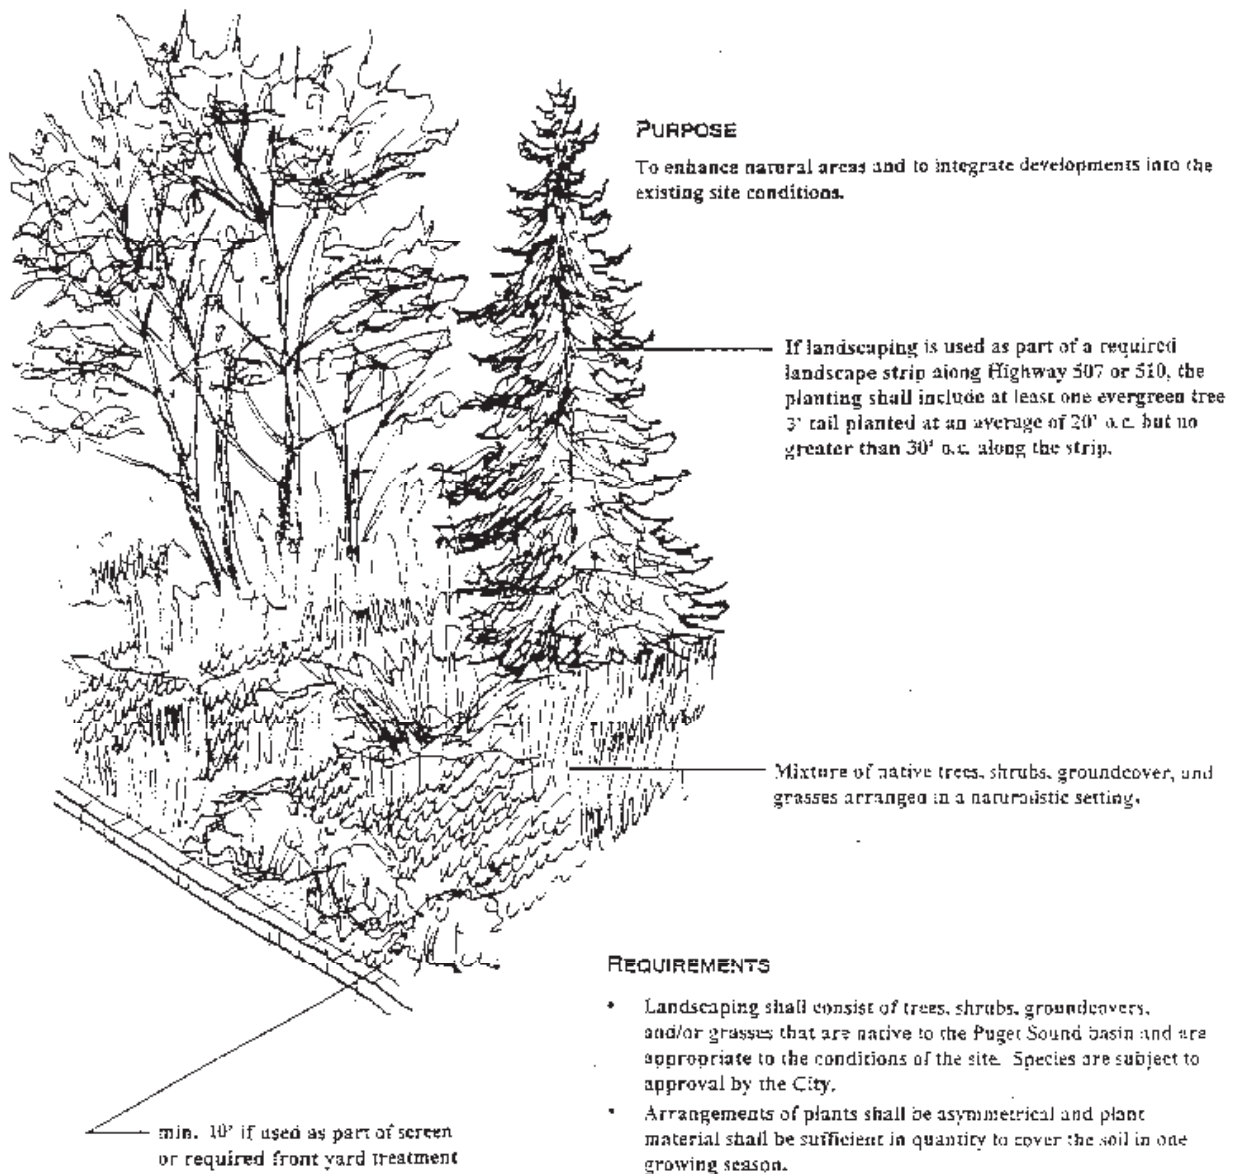 PURPOSE
To enhance natural areas and to integrate developments into the
existing site conditions.
If landscaping is used as part of a required
landscape strip along Highway 507 or 510, the
planting shall include at least one evergreen tree
3' tall planted at an average of 20' o.c. but no
greater than 30' o.c. along the strip.
Mixture of native trees, shrubs, groundcover, and
grasses arranged in a naturalistic setting.
REQUIREMENTS
• Landscaping shall consist of trees, shrubs, groundcovers,
and/or grasses that are native to the Puget Sound basin and are
appropriate to the conditions of the site. Species are subject to
approval by the City.
• Arrangements of plants shall be asymmetrical and plant
material shall be sufficient in quantity to cover the soil in one
growing season.
min. 10' if used as part of screen
or required front yard treatment